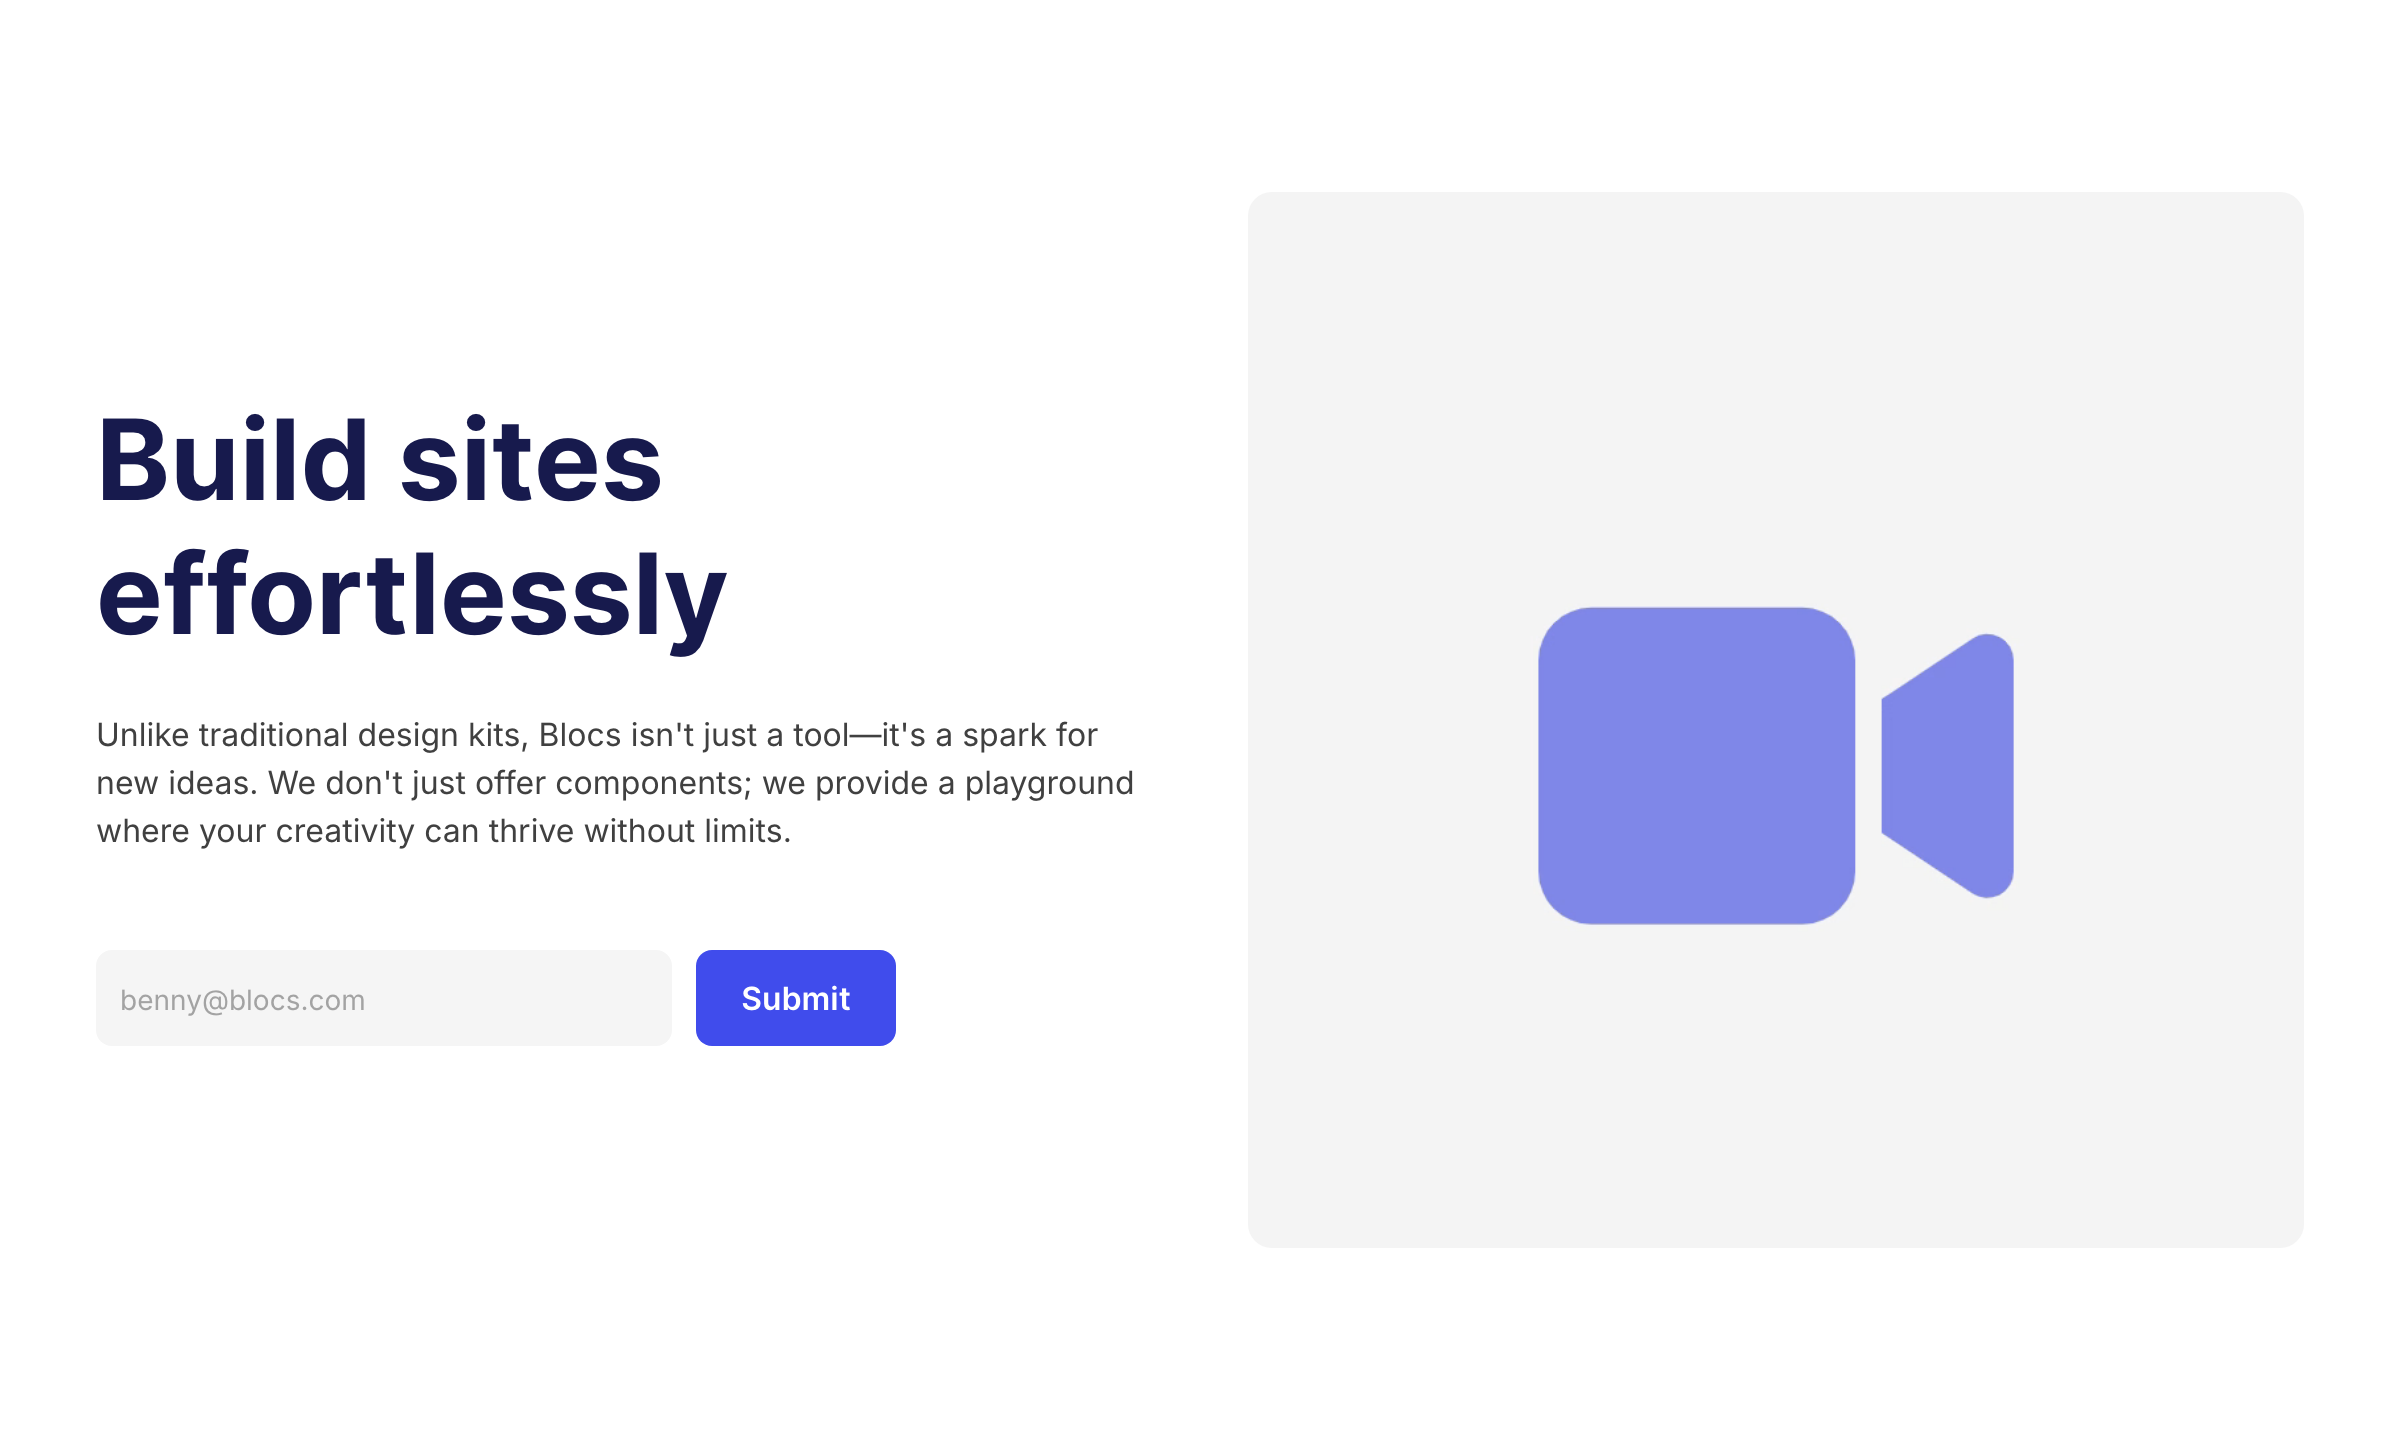 Build sites
effortlessly
Unlike traditional design kits, Blocs isn't just a tool—it's a spark for
new ideas. We don't just offer components; we provide a playground
where your creativity can thrive without limits.
benny@blocs.com
Submit